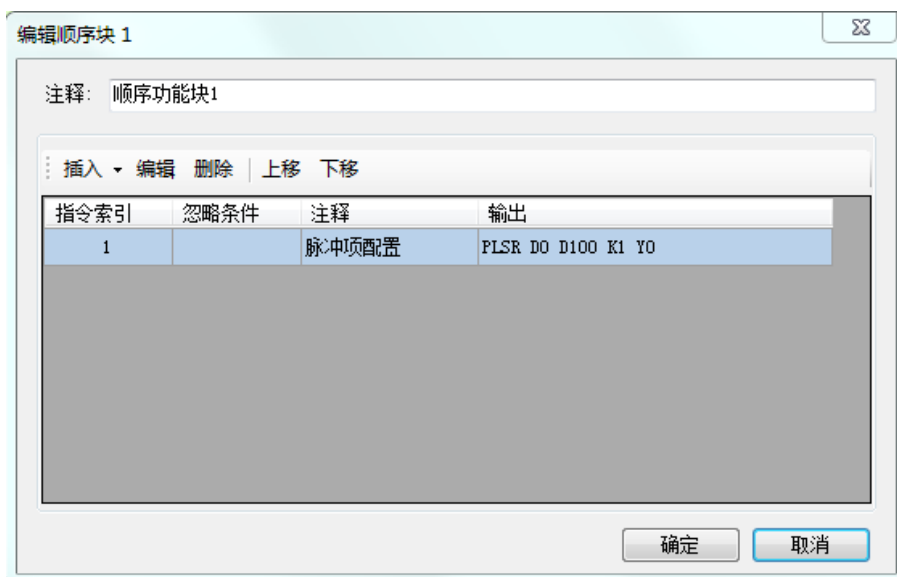 编辑顺序块 1
注释: 顺序功能块1
插入 编辑 删除 上移 下移
指令索引 忽略条件 注释 输出
1 脉冲项配置 PLSR D0 D100 K1 Y0
确定 取消